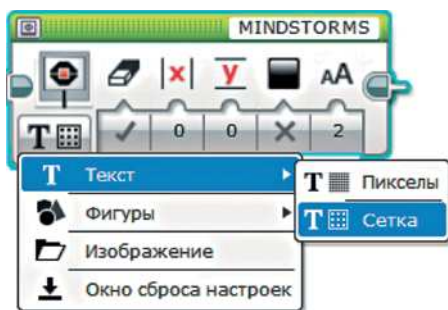 MINDSTORMS
x y AA
T 0 0 2
T Текст
Фигуры
Изображение
Окно сброса настроек
T Пикселы
T Сетка